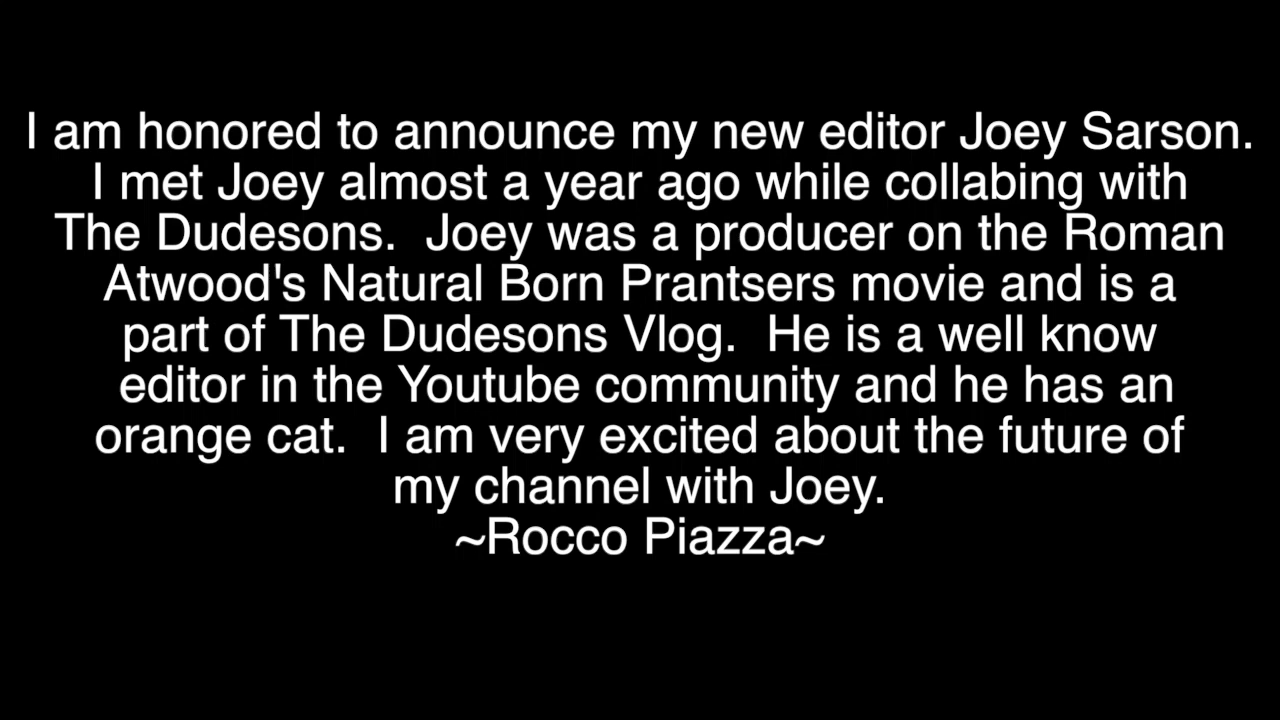 I am honored to announce my new editor Joey Sarson.
I met Joey almost a year ago while collabing with
The Dudesons.  Joey was a producer on the Roman
Atwood's Natural Born Prantsers movie and is a
part of The Dudesons Vlog.  He is a well know
editor in the Youtube community and he has an
orange cat.  I am very excited about the future of
my channel with Joey.
~Rocco Piazza~